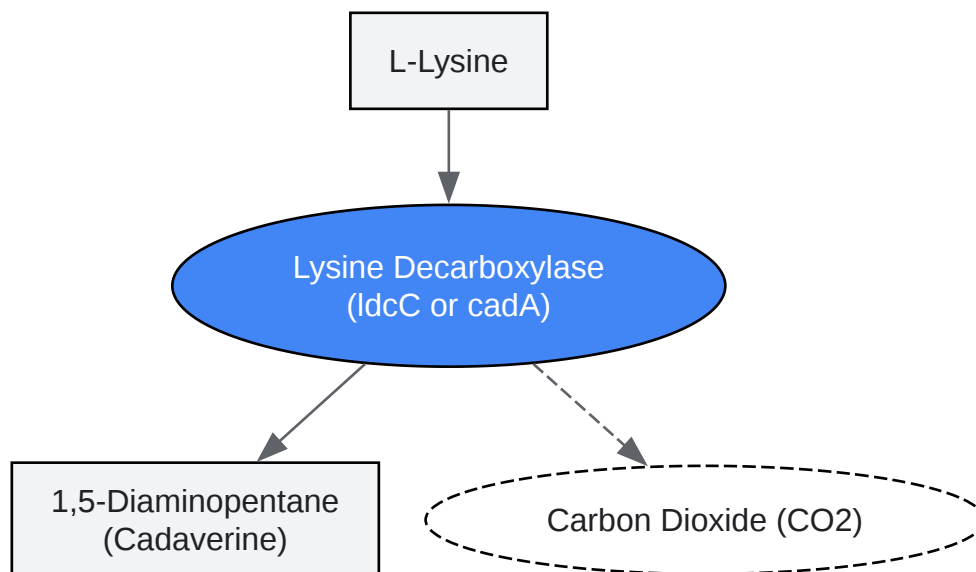 L-Lysine
Lysine Decarboxylase
(ldcC or cadA)
1,5-Diaminopentane
(Cadaverine)
Carbon Dioxide (CO2)